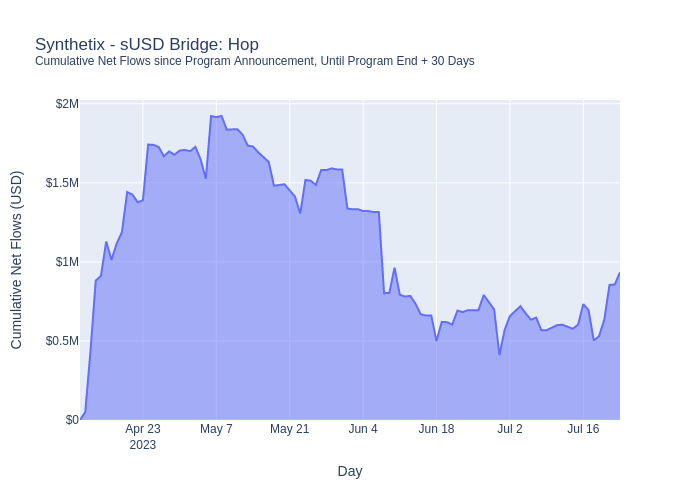 Synthetix - sUSD Bridge: Hop
Cumulative Net Flows since Program Announcement, Until Program End + 30 Days
Cumulative Net Flows (USD)
$2M
$1.5M
$1M
$0.5M
$0
Apr 23
2023
May 7
May 21
Jun 4
Jun 18
Jul 2
Jul 16
Day